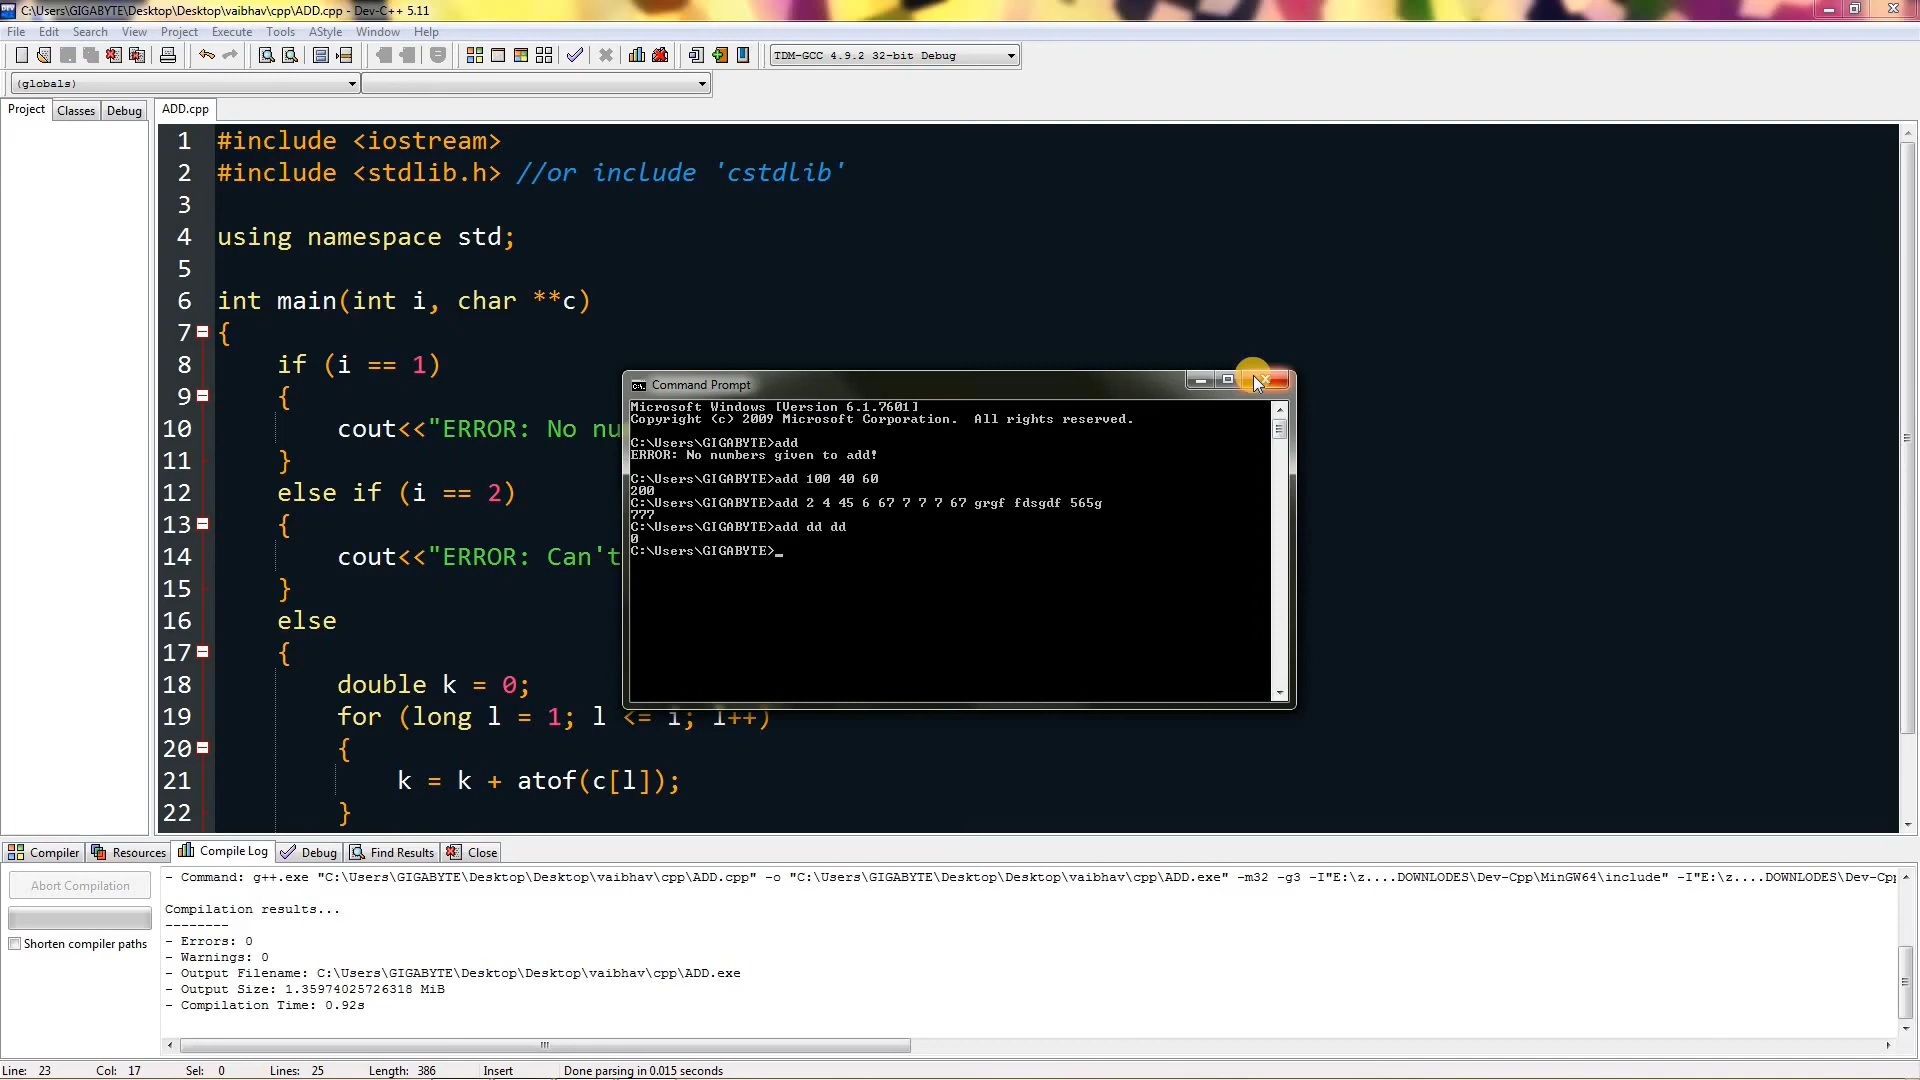 C:\Users\GIGABYTE\Desktop\Desktop\vaibhav\cpp\ADD.cpp - Dev-C++ 5.11
File Edit Search View Project Execute Tools AStyle Window Help
TDM-GCC 4.9.2 32-bit Debug
(globals)
Project Classes Debug ADD.cpp
1 #include <iostream>
2 #include <stdlib.h> //or include 'cstdlib'
3
4 using namespace std;
5
6 int main(int i, char **c)
7 {
8 if (i == 1)
9 {
10 cout<<"ERROR: No nu
11 }
12 else if (i == 2)
13 {
14 cout<<"ERROR: Can't
15 }
16 else
17 {
18 double k = 0;
19 for (long l = 1; l <= i; l++)
20 {
21 k = k + atof(c[l]);
22 }
Command Prompt
Microsoft Windows [Version 6.1.7601]
Copyright (c) 2009 Microsoft Corporation. All rights reserved.
C:\Users\GIGABYTE>add
ERROR: No numbers given to add!
C:\Users\GIGABYTE>add 100 40 60
200
C:\Users\GIGABYTE>add 2 4 45 6 67 7 7 7 67 grgf fdsgdf 565g
777
C:\Users\GIGABYTE>add dd dd
0
C:\Users\GIGABYTE>_
Compiler Resources Compile Log Debug Find Results Close
Abort Compilation
Shorten compiler paths
- Command: g++.exe "C:\Users\GIGABYTE\Desktop\Desktop\vaibhav\cpp\ADD.cpp" -o "C:\Users\GIGABYTE\Desktop\Desktop\vaibhav\cpp\ADD.exe" -m32 -g3 -I"E:\z....DOWNLODES\Dev-Cpp\MinGW64\include" -I"E:\z....DOWNLODES\Dev-Cpp
Compilation results...
--------
- Errors: 0
- Warnings: 0
- Output Filename: C:\Users\GIGABYTE\Desktop\Desktop\vaibhav\cpp\ADD.exe
- Output Size: 1.35974025726318 MiB
- Compilation Time: 0.92s
Line: 23 Col: 17 Sel: 0 Lines: 25 Length: 386 Insert Done parsing in 0.015 seconds